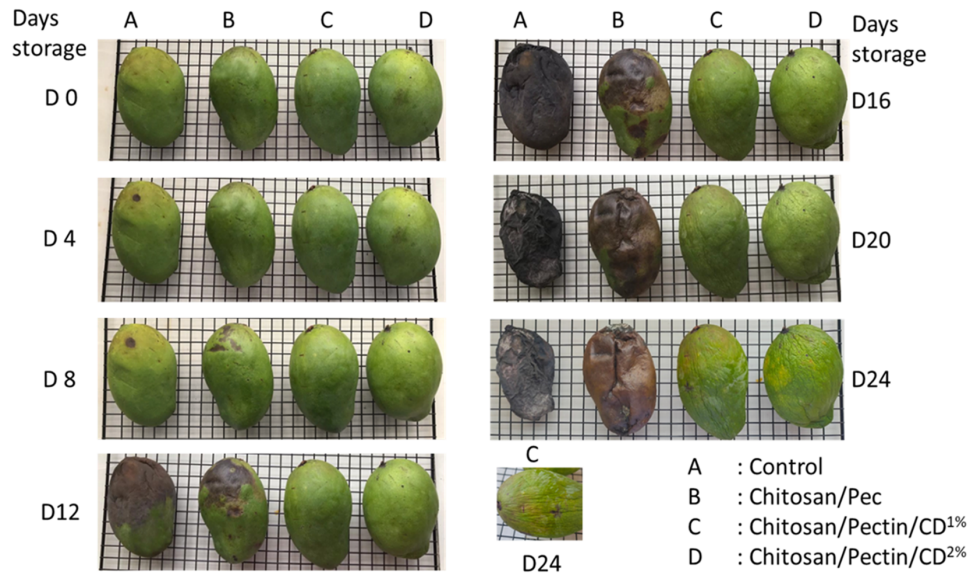 Days storage A B C D
D 0
D 4
D 8
D12
A B C D Days storage
D16
D20
D24
C
D24
A : Control
B : Chitosan/Pec
C : Chitosan/Pectin/CD1%
D : Chitosan/Pectin/CD2%